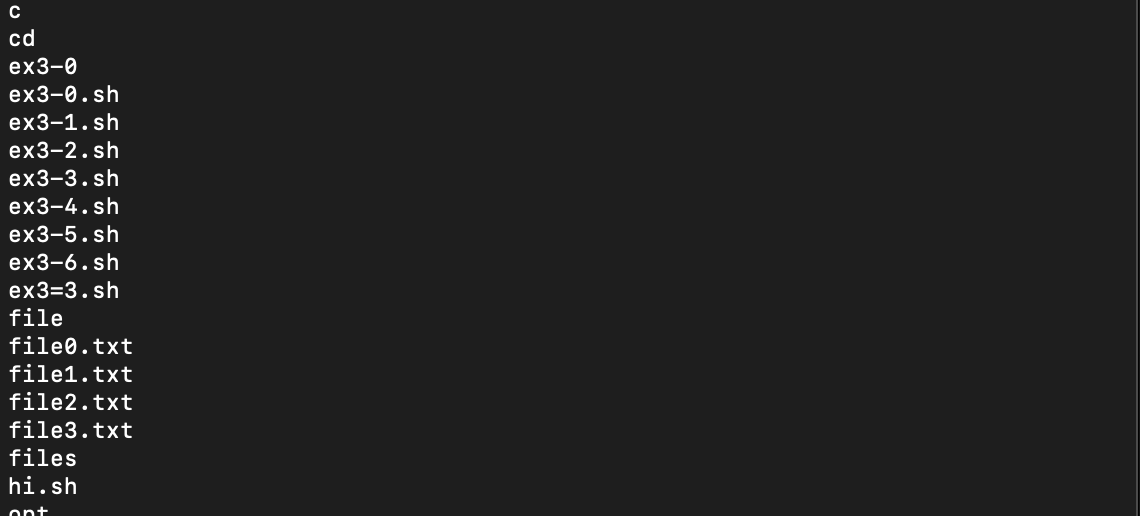 c
cd
ex3-0
ex3-0.sh
ex3-1.sh
ex3-2.sh
ex3-3.sh
ex3-4.sh
ex3-5.sh
ex3-6.sh
ex3=3.sh
file
file0.txt
file1.txt
file2.txt
file3.txt
files
hi.sh